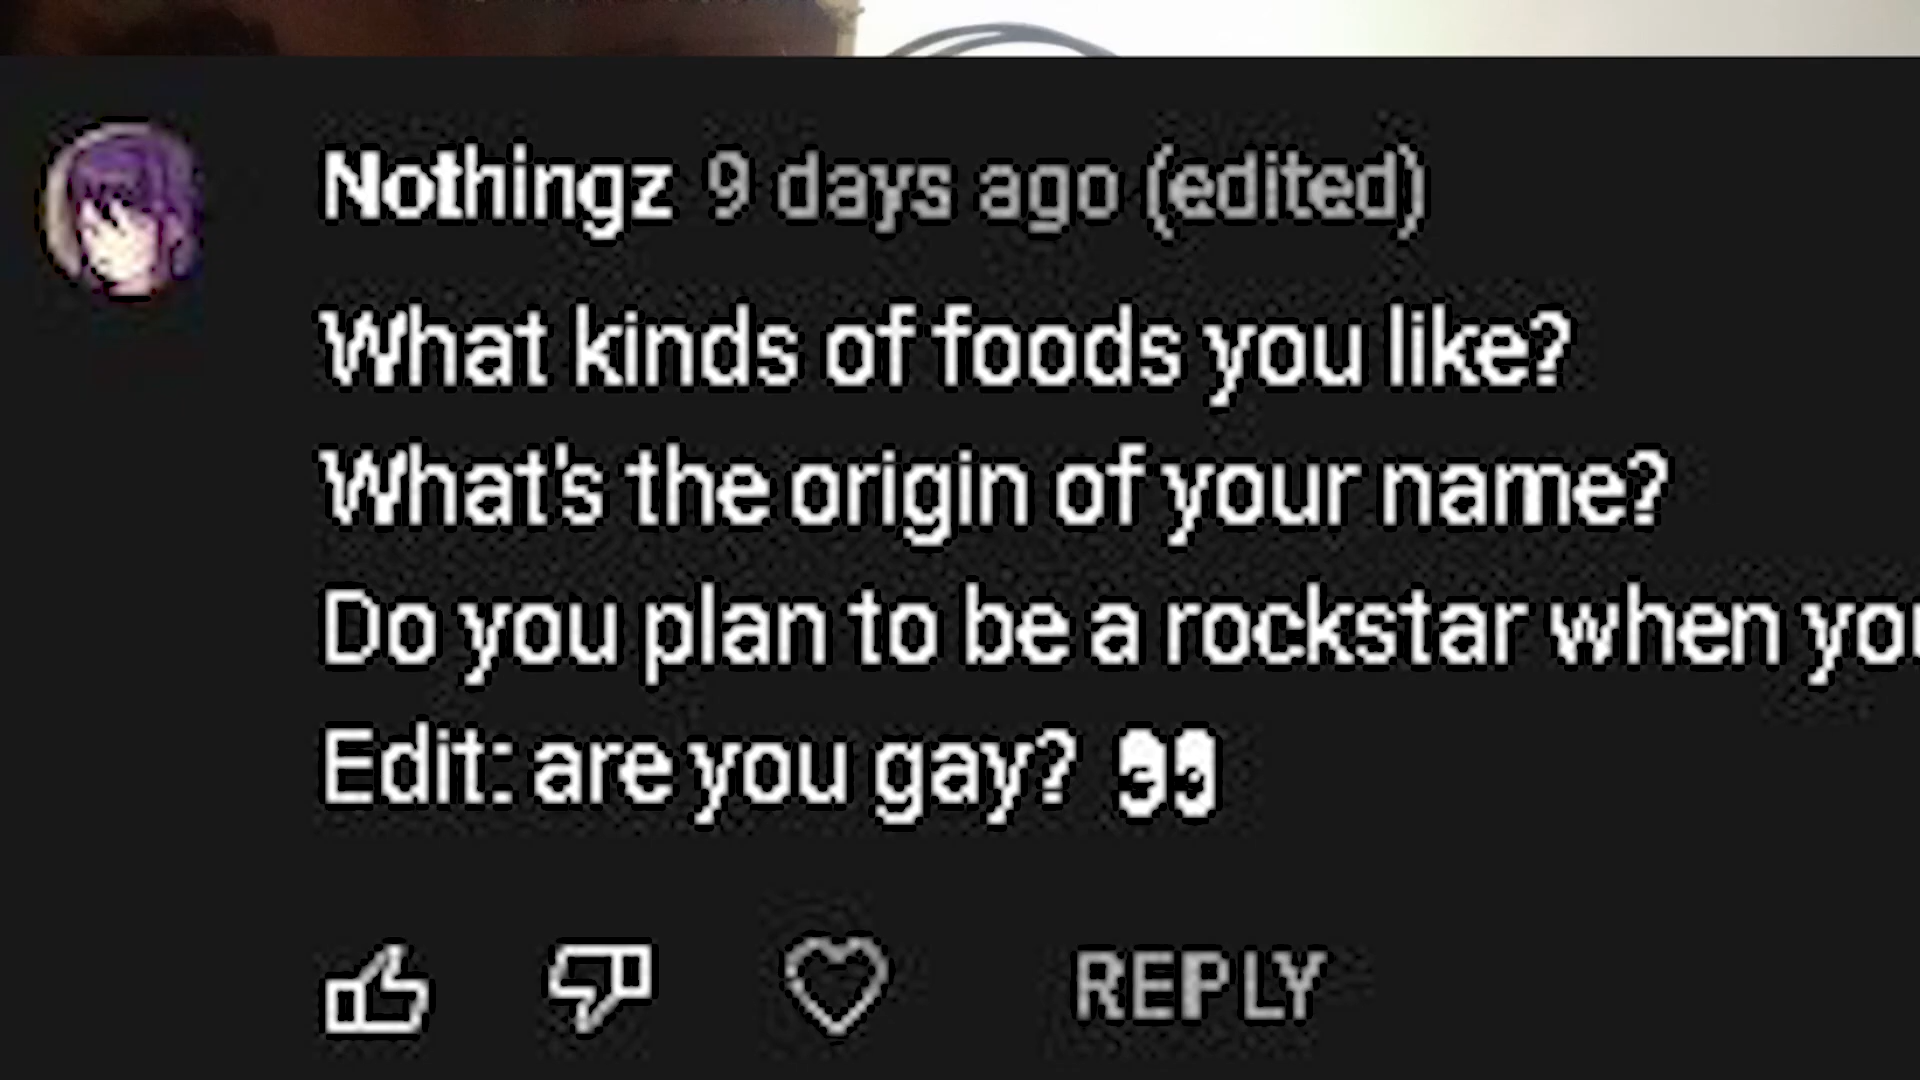 Nothingz 9 days ago (edited)
What kinds of foods you like?
What's the origin of your name?
Do you plan to be a rockstar when
Edit: are you gay? 👀
REPLY